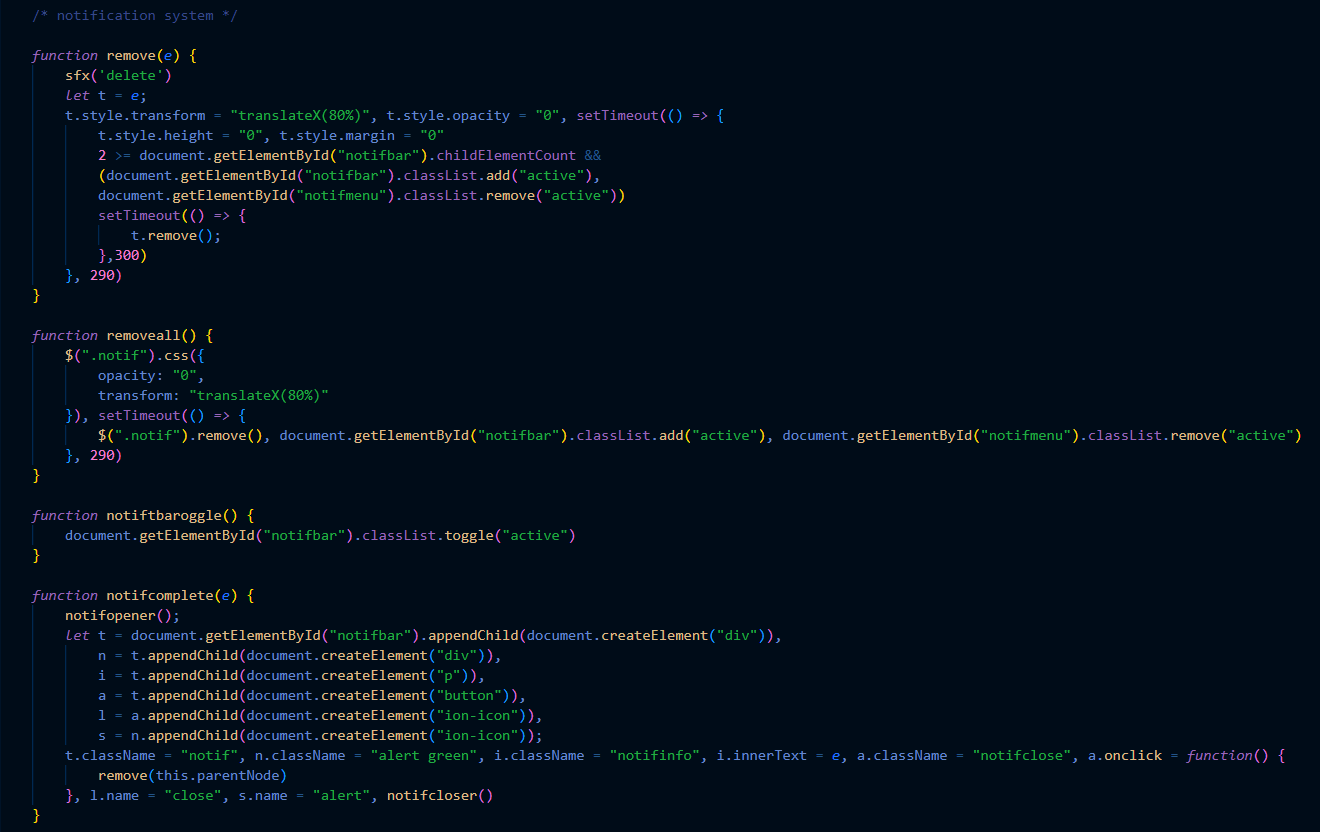 /* notification system */
function remove(e) {
sfx('delete')
let t = e;
t.style.transform = "translateX(80%)", t.style.opacity = "0", setTimeout(() => {
t.style.height = "0", t.style.margin = "0"
2 >= document.getElementById("notifbar").childElementCount &&
(document.getElementById("notifbar").classList.add("active"),
document.getElementById("notifmenu").classList.remove("active"))
setTimeout(() => {
t.remove();
},300)
}, 290)
}
function removeall() {
$(".notif").css({
opacity: "0",
transform: "translateX(80%)"
}), setTimeout(() => {
$(".notif").remove(), document.getElementById("notifbar").classList.add("active"), document.getElementById("notifmenu").classList.remove("active")
}, 290)
}
function notiftbaroggle() {
document.getElementById("notifbar").classList.toggle("active")
}
function notifcomplete(e) {
notifopener();
let t = document.getElementById("notifbar").appendChild(document.createElement("div")),
n = t.appendChild(document.createElement("div")),
i = t.appendChild(document.createElement("p")),
a = t.appendChild(document.createElement("button")),
l = a.appendChild(document.createElement("ion-icon")),
s = n.appendChild(document.createElement("ion-icon"));
t.className = "notif", n.className = "alert green", i.className = "notifinfo", i.innerText = e, a.className = "notifclose", a.onclick = function() {
remove(this.parentNode)
}, l.name = "close", s.name = "alert", notifcloser()
}